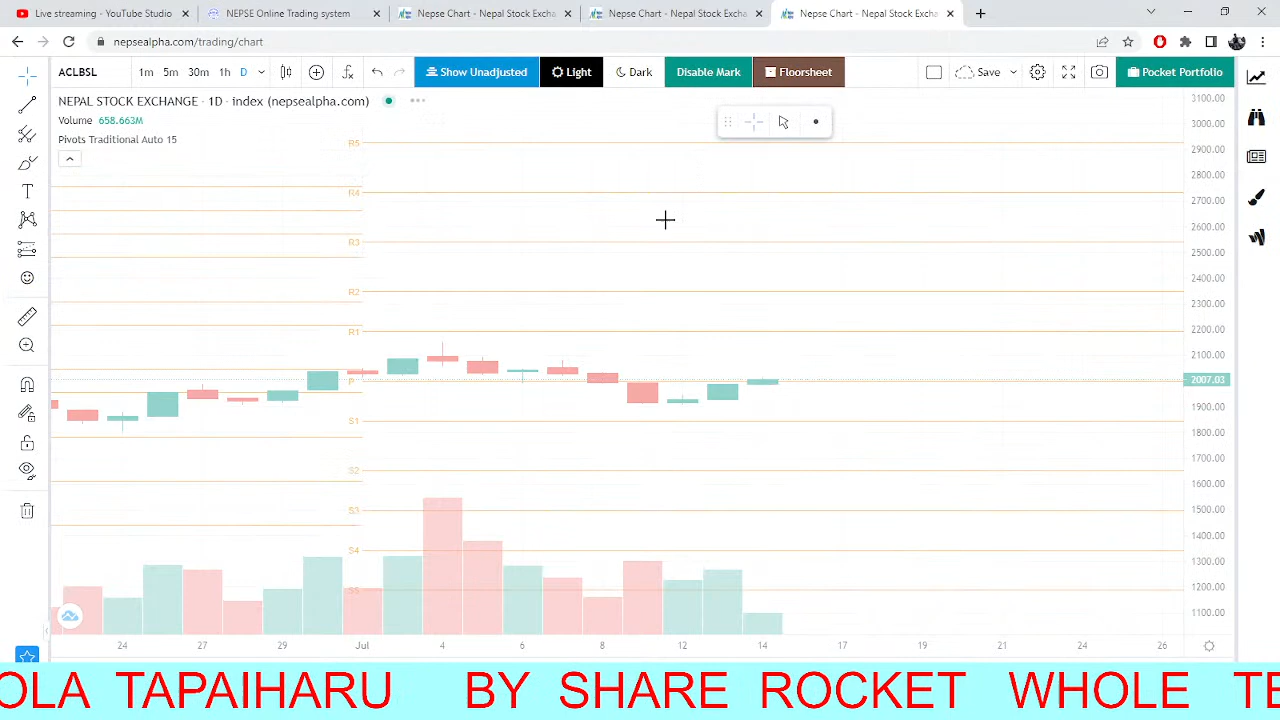 Live streams - YouTube Studio
NEPSE Online Trading system
Nepse Chart - Nepal Stock Excha
Nepse Chart - Nepal Stock Excha
Nepse Chart - Nepal Stock Excha
nepsealpha.com/trading/chart
ACLBSL 1m 5m 30m 1h D Show Unadjusted Light Dark Disable Mark Floorsheet Save Pocket Portfolio
NEPAL STOCK EXCHANGE · 1D · index (nepsealpha.com)
Volume 658.663M
Pivots Traditional Auto 15
R5
R4
R3
R2
R1
P
S1
S2
S3
S4
S5
3100.00
3000.00
2900.00
2800.00
2700.00
2600.00
2500.00
2400.00
2300.00
2200.00
2100.00
2007.03
1900.00
1800.00
1700.00
1600.00
1500.00
1400.00
1300.00
1200.00
1100.00
24 27 29 Jul 4 6 8 12 14 17 19 21 24 26
OLA TAPAIHARU BY SHARE ROCKET WHOLE TE